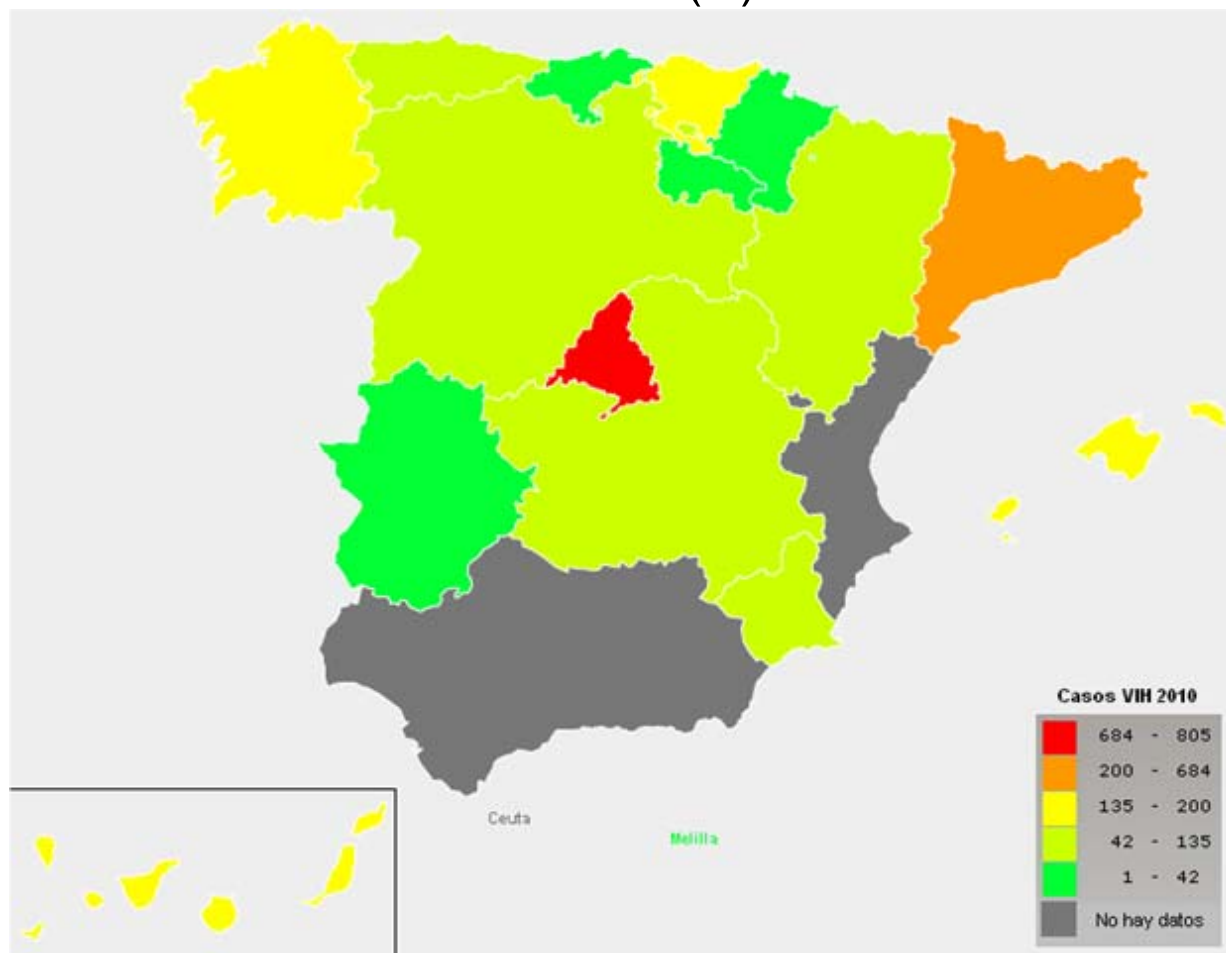 Ceuta
Melilla
Casos VIH 2010
684 - 805
200 - 684
135 - 200
42 - 135
1 - 42
No hay datos